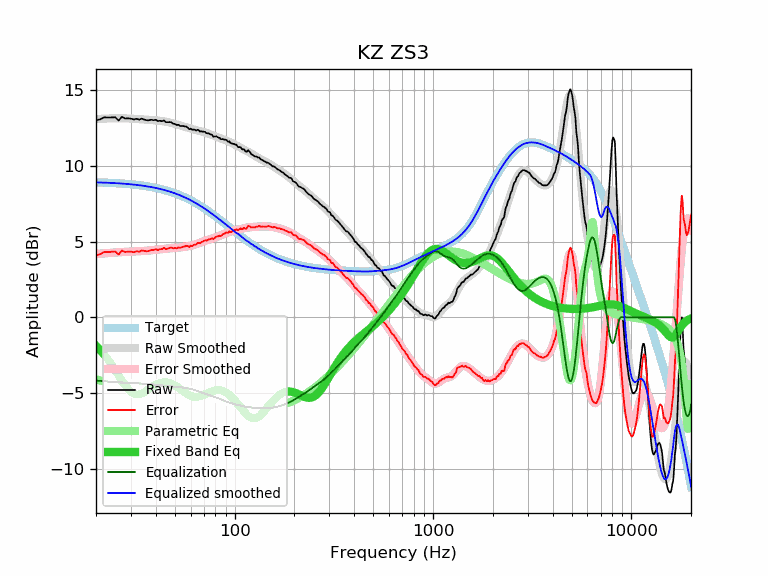 KZ ZS3
15
10
5
0
−5
−10
Amplitude (dBr)
Target
Raw Smoothed
Error Smoothed
Raw
Error
Parametric Eq
Fixed Band Eq
Equalization
Equalized smoothed
100
1000
10000
Frequency (Hz)